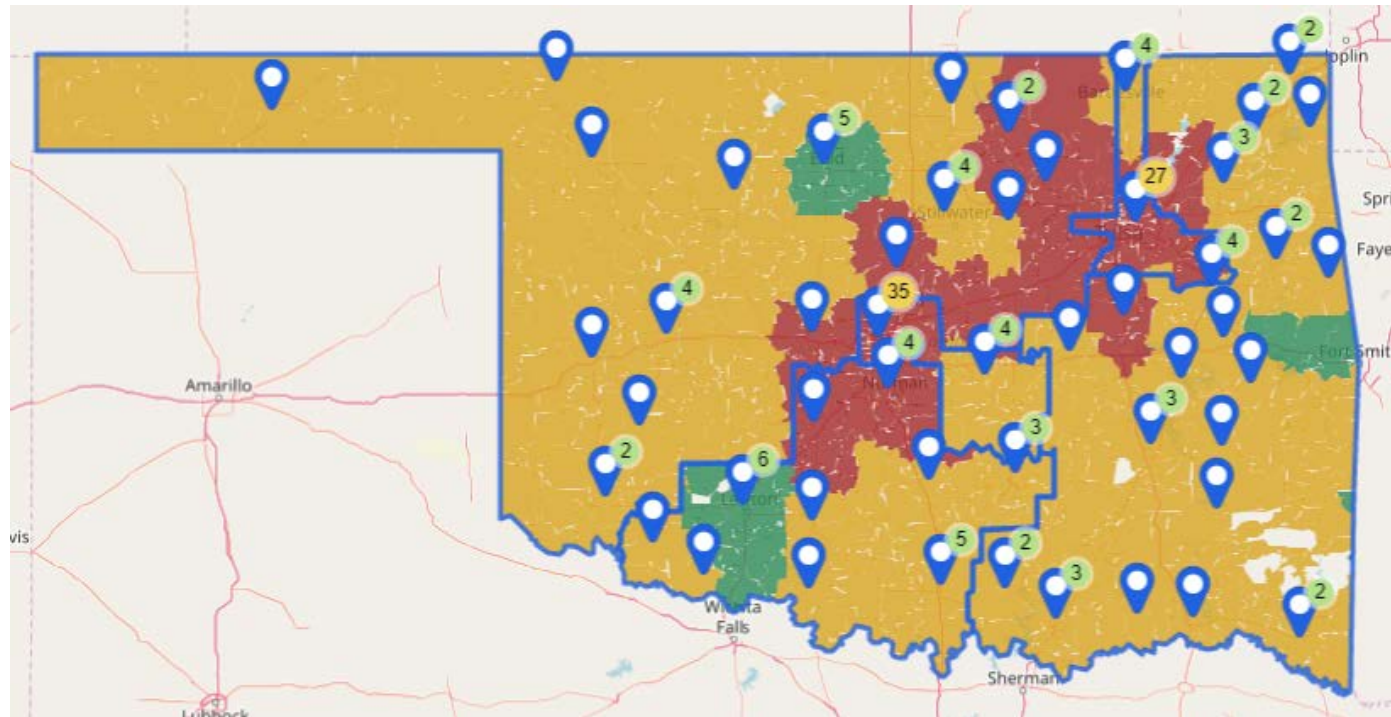 2
4
Joplin
Bartlesville
2
2
5
3
Enid
4
27
Spri
Stillwater
2
4
Faye
4
35
4
4
Fort Smit
Amarillo
Norman
3
3
2
6
Lawton
vis
5
2
3
2
Wichita
Falls
Sherman
Lubbock